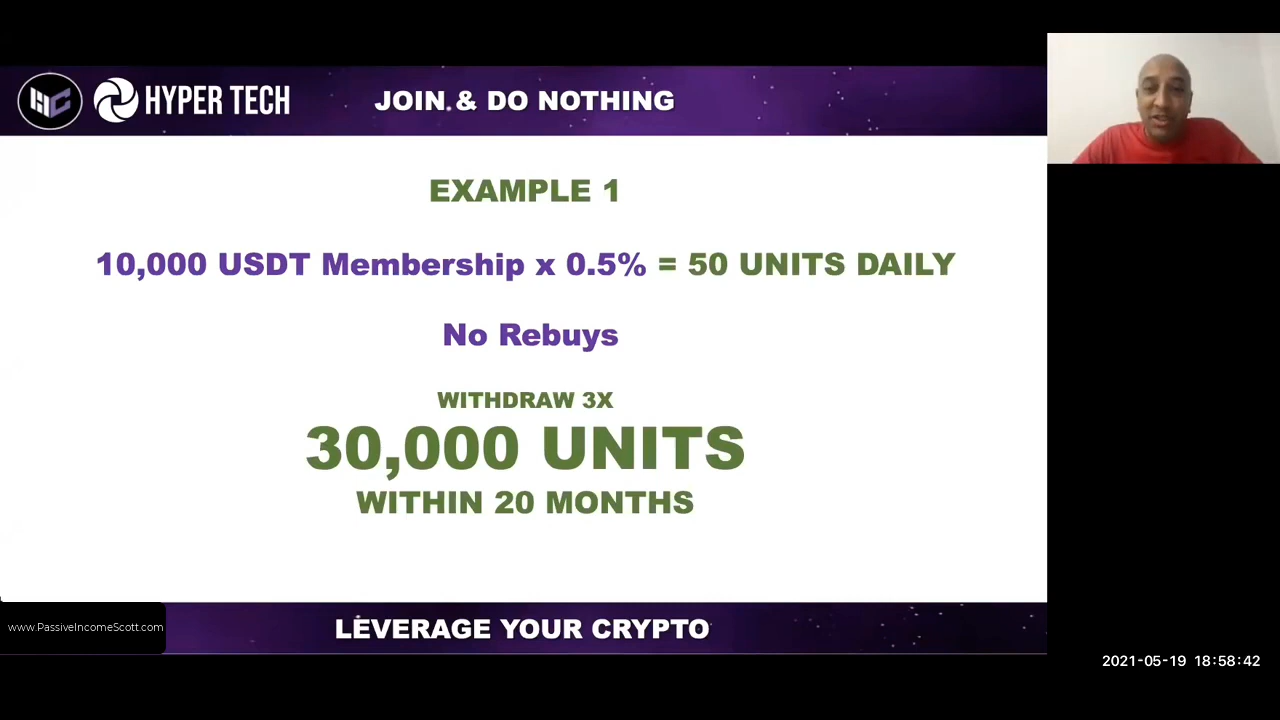 HYPER TECH
JOIN & DO NOTHING
EXAMPLE 1
10,000 USDT Membership x 0.5% = 50 UNITS DAILY
No Rebuys
WITHDRAW 3X
30,000 UNITS
WITHIN 20 MONTHS
www.PassiveIncomeScott.com
LEVERAGE YOUR CRYPTO
2021-05-19 18:58:42